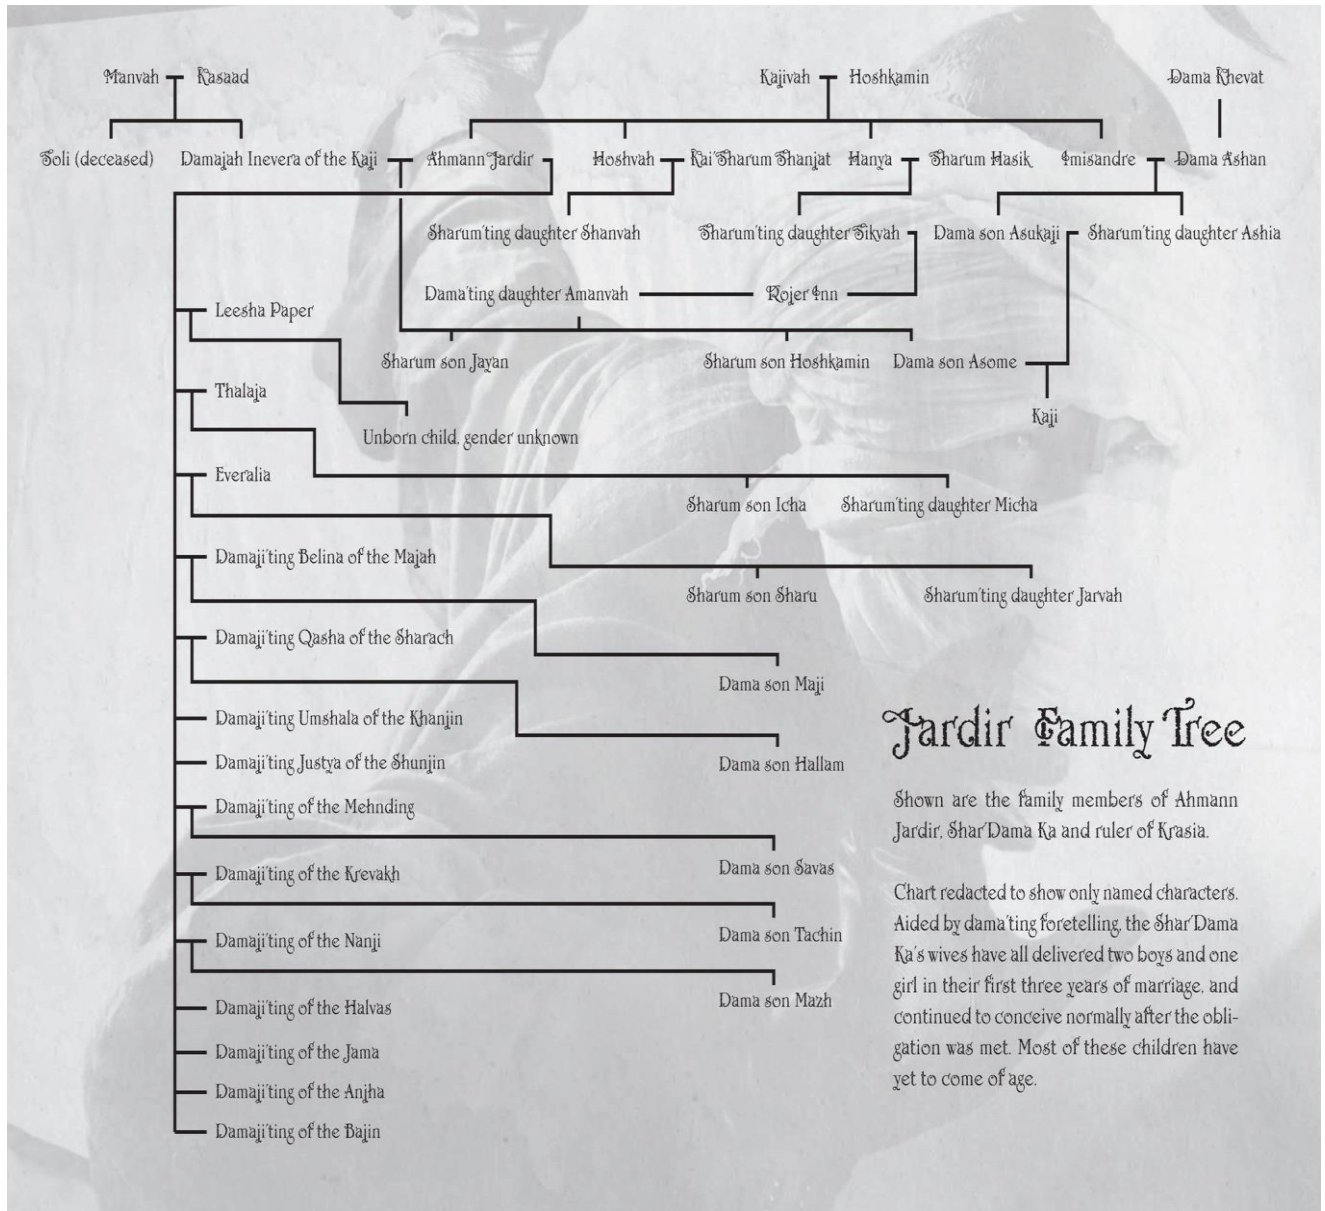 Manvah Kasaad Kajivah Hoshkamin Dama Khevat
Soli (deceased) Damajah Inevera of the Kaji Ahmann Jardir Hoshvah Kai'Sharum Shanjat Hanya Sharum Hasik Imisandre Dama Ashan
Sharum'ting daughter Shanvah Sharum'ting daughter Sikvah Dama son Asukaji Sharum'ting daughter Ashia
Dama'ting daughter Amanvah Rojer Inn
Leesha Paper
Sharum son Jayan Sharum son Hoshkamin Dama son Asome
Thalaja
Kaji
Unborn child, gender unknown
Everalia
Sharum son Icha Sharum'ting daughter Micha
Damaji'ting Belina of the Majah
Sharum son Sharu Sharum'ting daughter Jarvah
Damaji'ting Qasha of the Sharach
Dama son Maji
Damaji'ting Umshala of the Khanjin
Damaji'ting Justya of the Shunjin
Dama son Hallam
Damaji'ting of the Mehnding
Dama son Savas
Damaji'ting of the Krevakh
Dama son Tachin
Damaji'ting of the Nanji
Dama son Mazh
Damaji'ting of the Halvas
Damaji'ting of the Jama
Damaji'ting of the Anjha
Damaji'ting of the Bajin
Jardir Family Tree
Shown are the family members of Ahmann
Jardir, Shar'Dama Ka and ruler of Krasia.
Chart redacted to show only named characters.
Aided by dama'ting foretelling, the Shar'Dama
Ka's wives have all delivered two boys and one
girl in their first three years of marriage, and
continued to conceive normally after the obli-
gation was met. Most of these children have
yet to come of age.